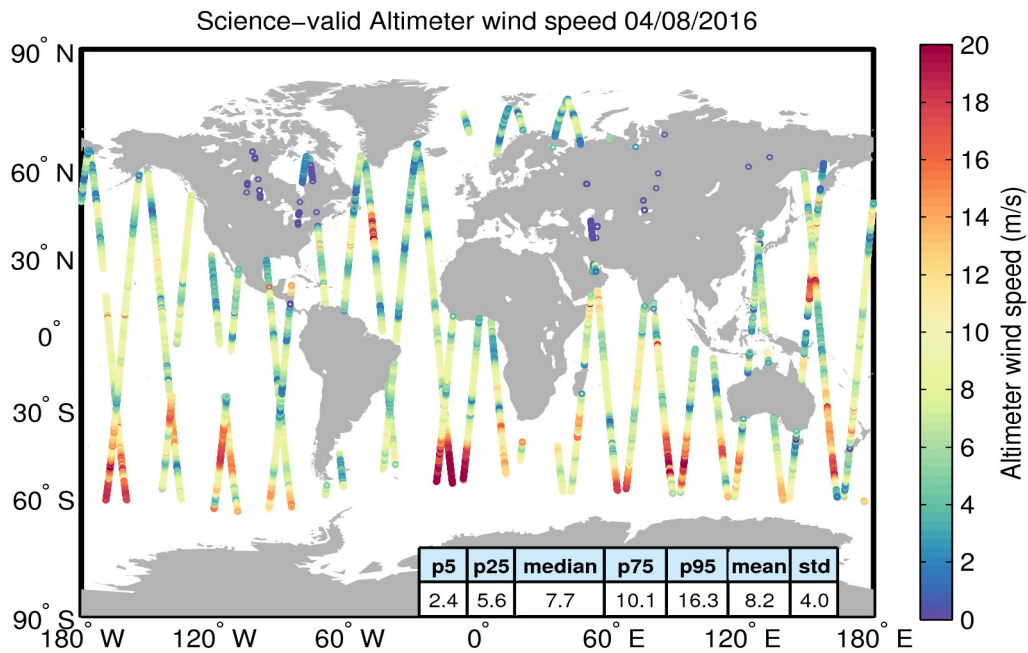 Science−valid Altimeter wind speed 04/08/2016
90° N
60° N
30° N
0°
30° S
60° S
90° S
180° W
120° W
60° W
0°
60° E
120° E
180° E
p5 p25 median p75 p95 mean std
2.4 5.6 7.7 10.1 16.3 8.2 4.0
20
18
16
14
12
10
8
6
4
2
0
Altimeter wind speed (m/s)